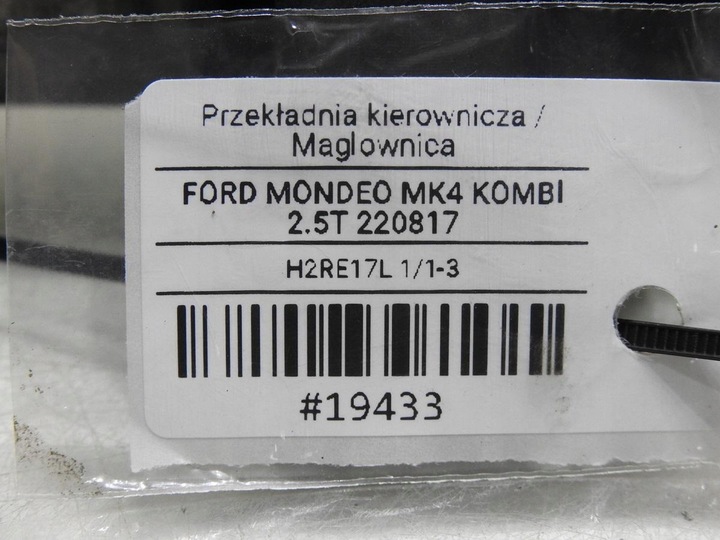 Przekładnia kierownicza /
Maglownica
FORD MONDEO MK4 KOMBI
2.5T 220817
H2RE17L 1/1-3
#19433